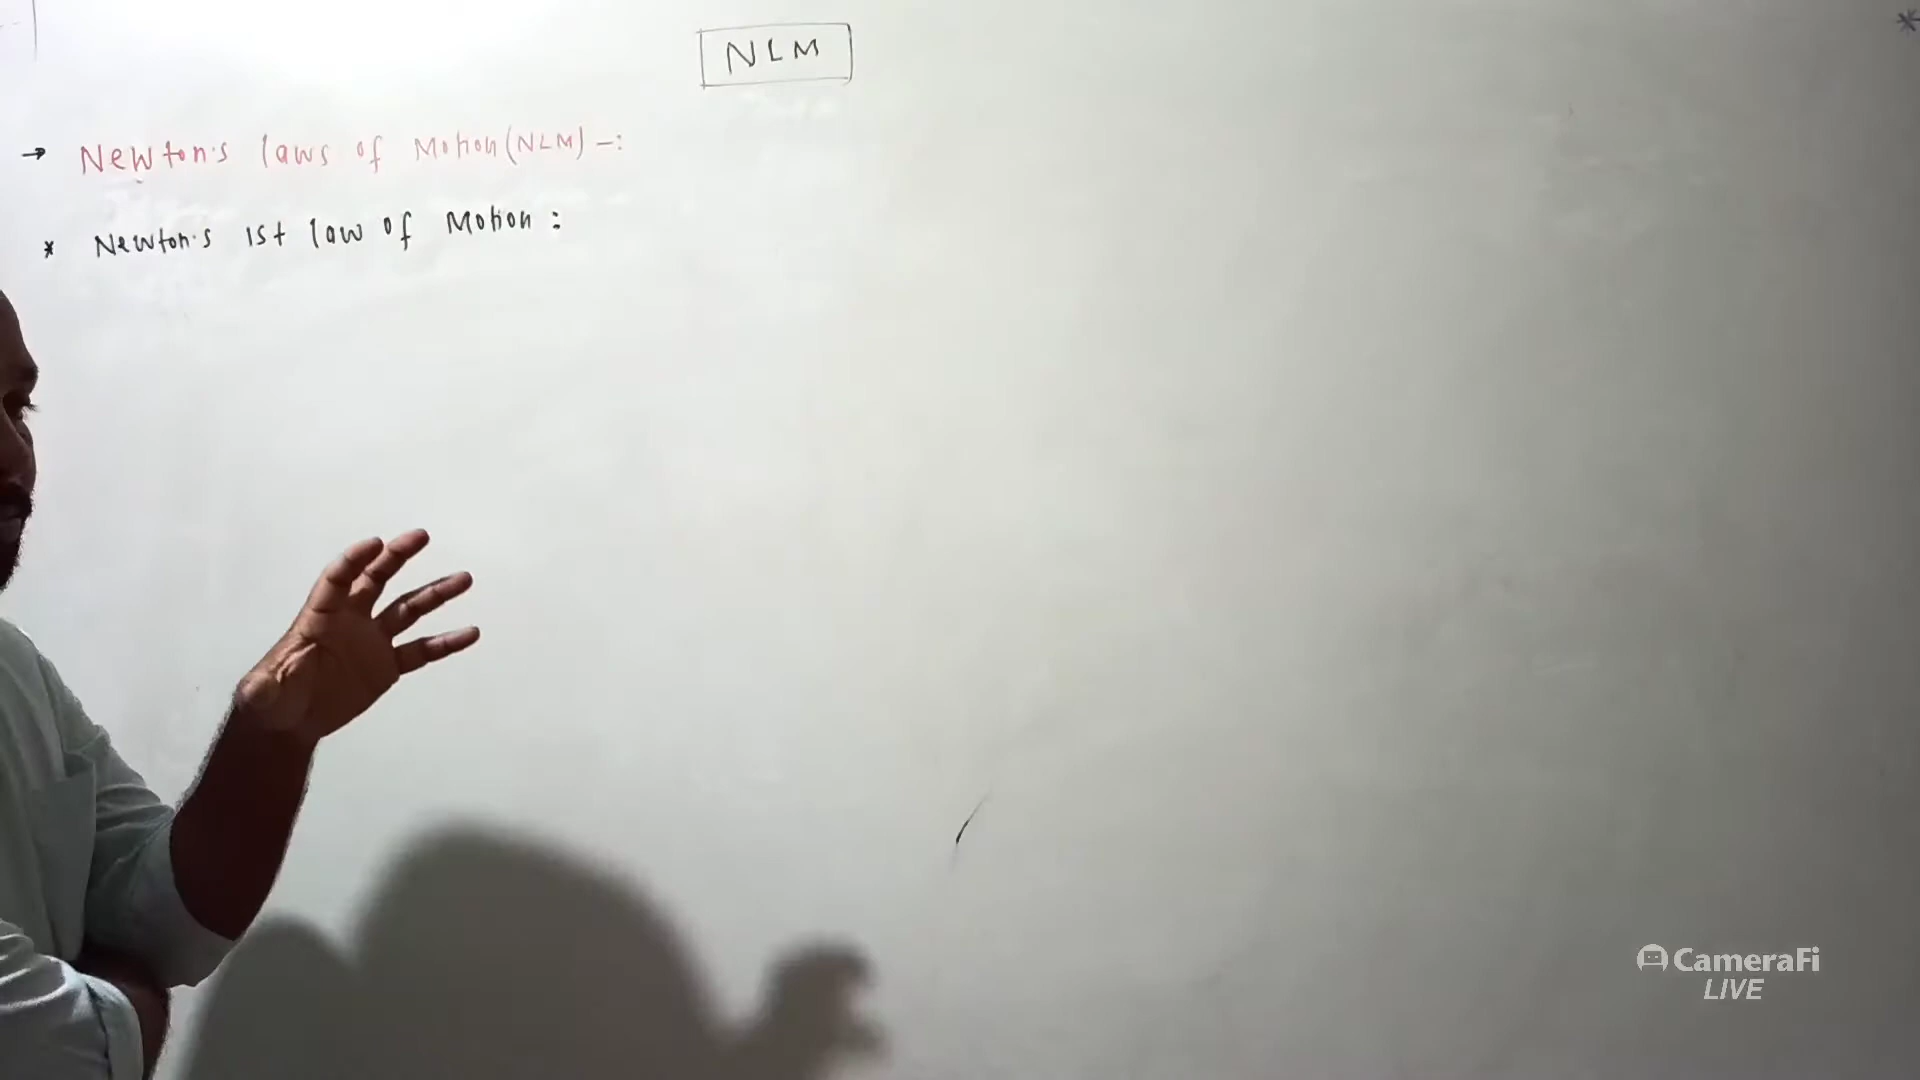 NLM
*
→ Newton's laws of Motion (NLM) -:
* Newton's 1st law of Motion :
CameraFi
LIVE